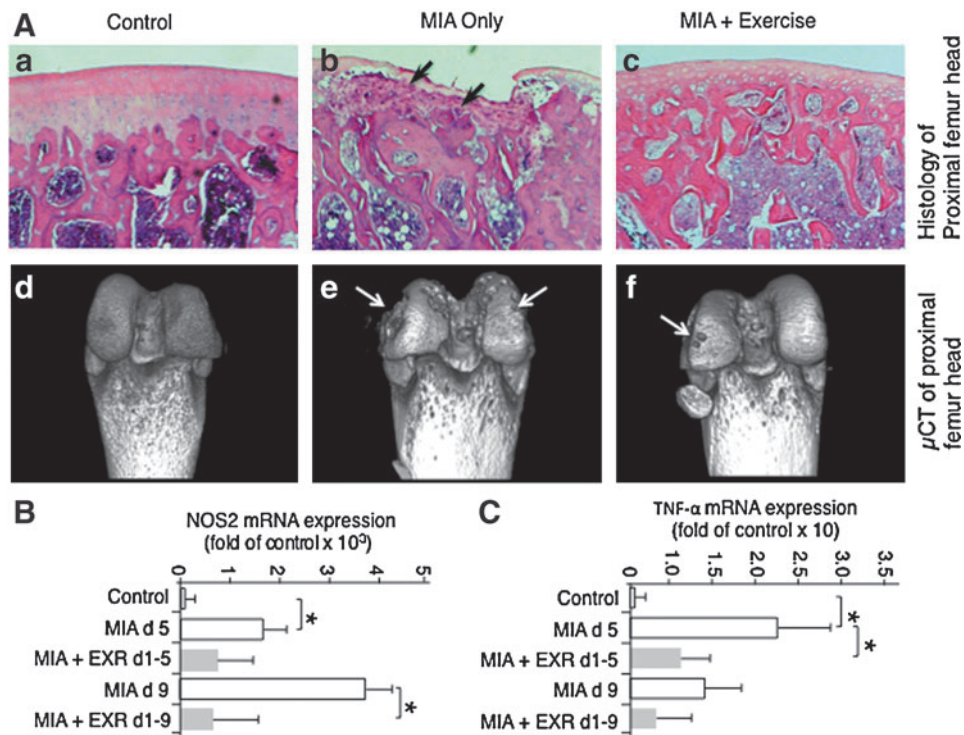 Control
MIA Only
MIA + Exercise
A
a
b
c
Histology of
Proximal femur head
d
e
f
µCT of proximal
femur head
B
NOS2 mRNA expression
(fold of control x 10³)
0 1 2 3 4 5
Control
MIA d 5
MIA + EXR d1-5
MIA d 9
MIA + EXR d1-9
*
*
C
TNF-α mRNA expression
(fold of control x 10)
0 1.0 1.5 2.0 2.5 3.0 3.5
Control
MIA d 5
MIA + EXR d1-5
MIA d 9
MIA + EXR d1-9
*
*